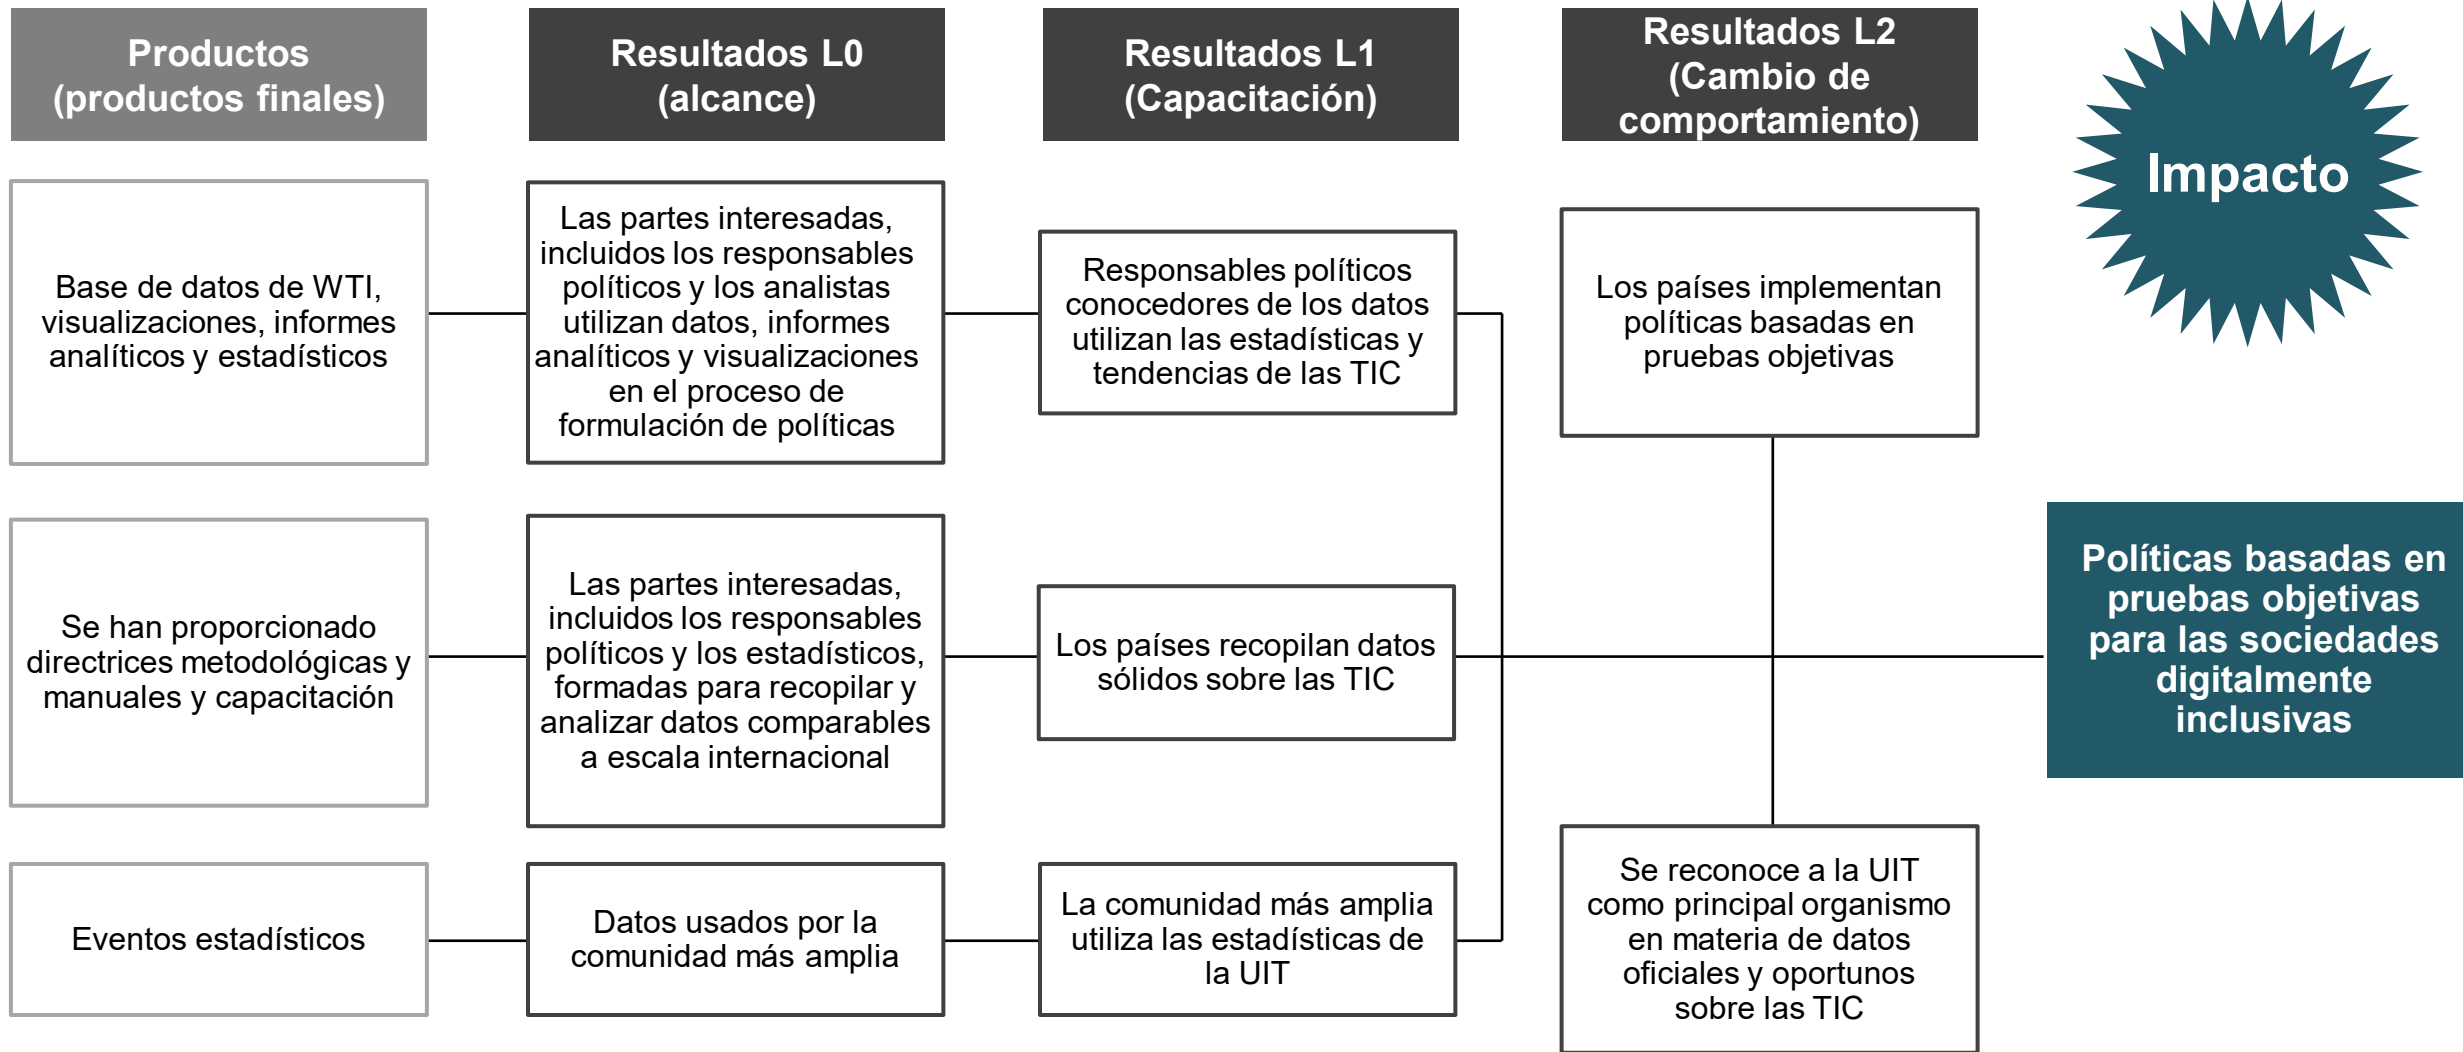 Productos
(productos finales)
Resultados L0
(alcance)
Resultados L1
(Capacitación)
Resultados L2
(Cambio de
comportamiento)
Impacto
Base de datos de WTI,
visualizaciones, informes
analíticos y estadísticos
Las partes interesadas,
incluidos los responsables
políticos y los analistas
utilizan datos, informes
analíticos y visualizaciones
en el proceso de
formulación de políticas
Responsables políticos
conocedores de los datos
utilizan las estadísticas y
tendencias de las TIC
Los países implementan
políticas basadas en
pruebas objetivas
Se han proporcionado
directrices metodológicas y
manuales y capacitación
Las partes interesadas,
incluidos los responsables
políticos y los estadísticos,
formadas para recopilar y
analizar datos comparables
a escala internacional
Los países recopilan datos
sólidos sobre las TIC
Políticas basadas en
pruebas objetivas
para las sociedades
digitalmente
inclusivas
Eventos estadísticos
Datos usados por la
comunidad más amplia
La comunidad más amplia
utiliza las estadísticas de
la UIT
Se reconoce a la UIT
como principal organismo
en materia de datos
oficiales y oportunos
sobre las TIC